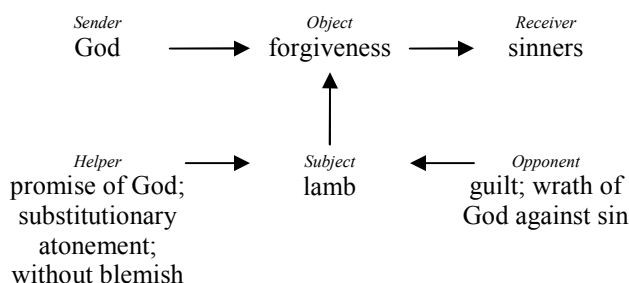 Sender Object Receiver
God forgiveness sinners
Helper Subject Opponent
promise of God; lamb guilt; wrath of
substitutionary God against sin
atonement;
without blemish